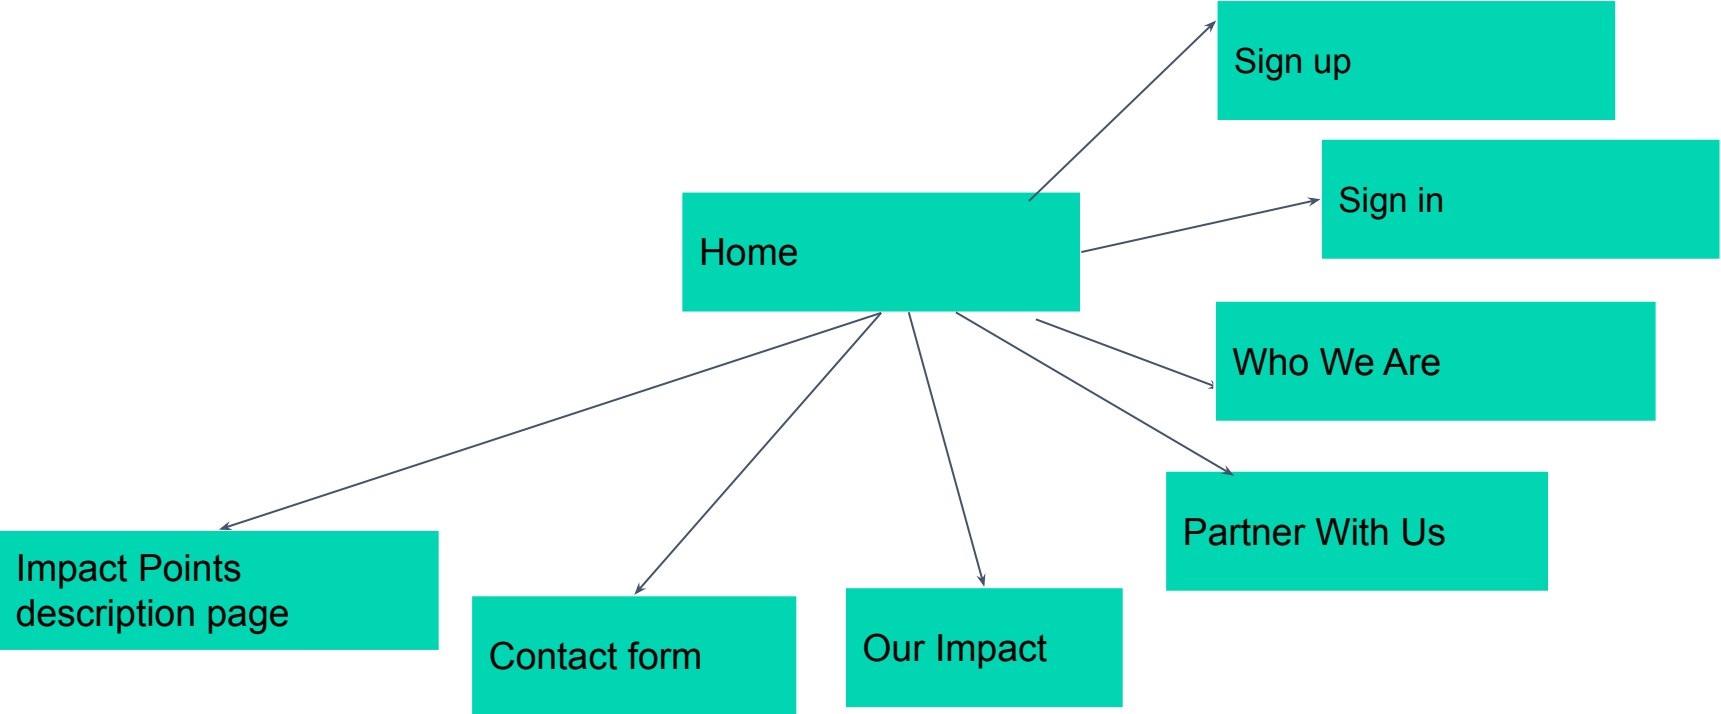 Sign up
Sign in
Home
Who We Are
Partner With Us
Impact Points
description page
Contact form
Our Impact